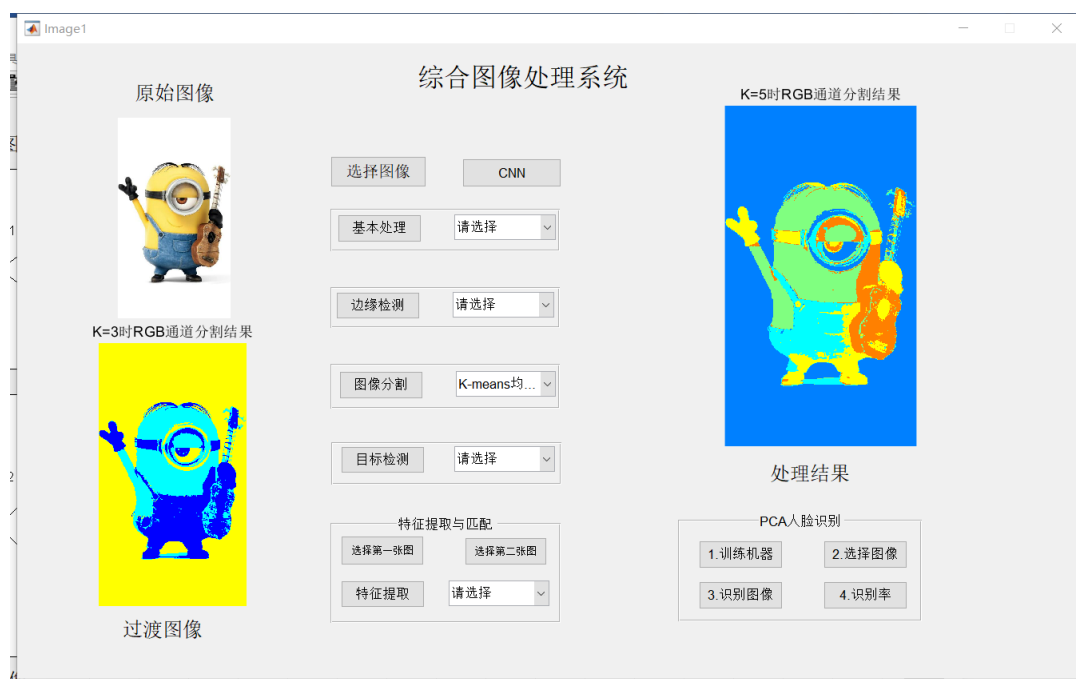 Image1
综合图像处理系统
原始图像
K=3时RGB通道分割结果
过渡图像
选择图像
CNN
基本处理
请选择
边缘检测
请选择
图像分割
K-means均...
目标检测
请选择
特征提取与匹配
选择第一张图
选择第二张图
特征提取
请选择
K=5时RGB通道分割结果
处理结果
PCA人脸识别
1.训练机器
2.选择图像
3.识别图像
4.识别率